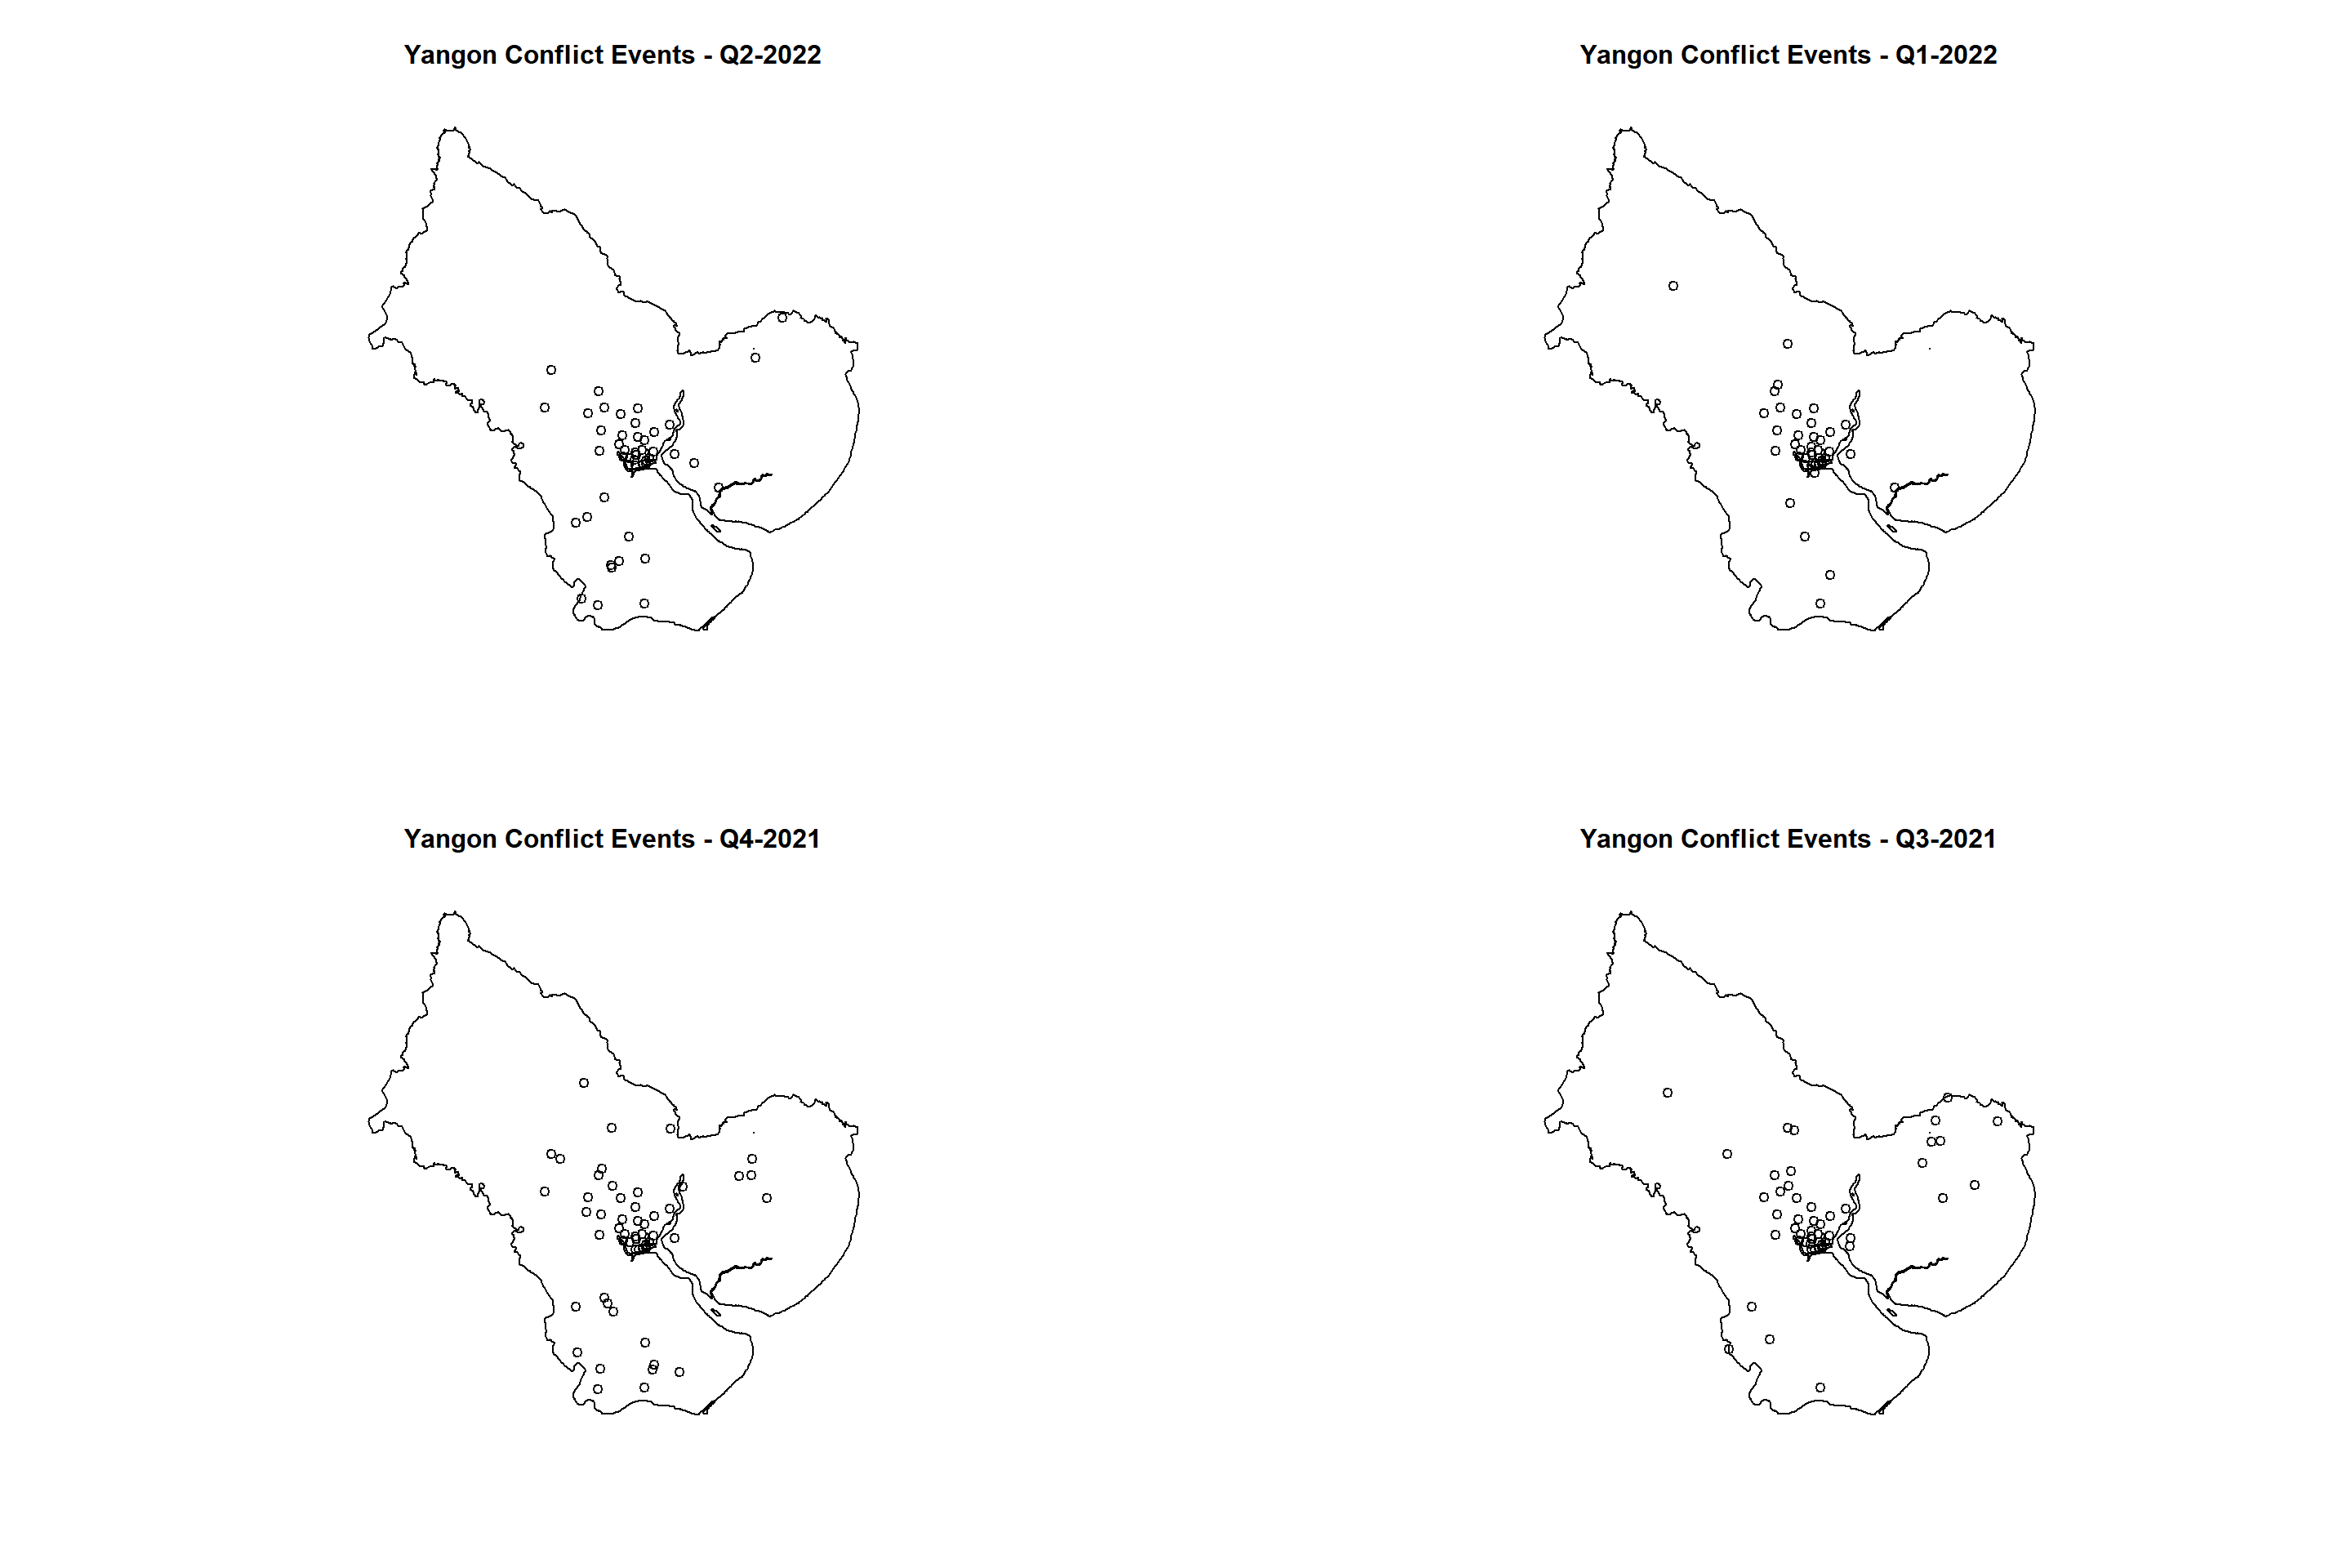 Yangon Conflict Events - Q2-2022
Yangon Conflict Events - Q1-2022
Yangon Conflict Events - Q4-2021
Yangon Conflict Events - Q3-2021